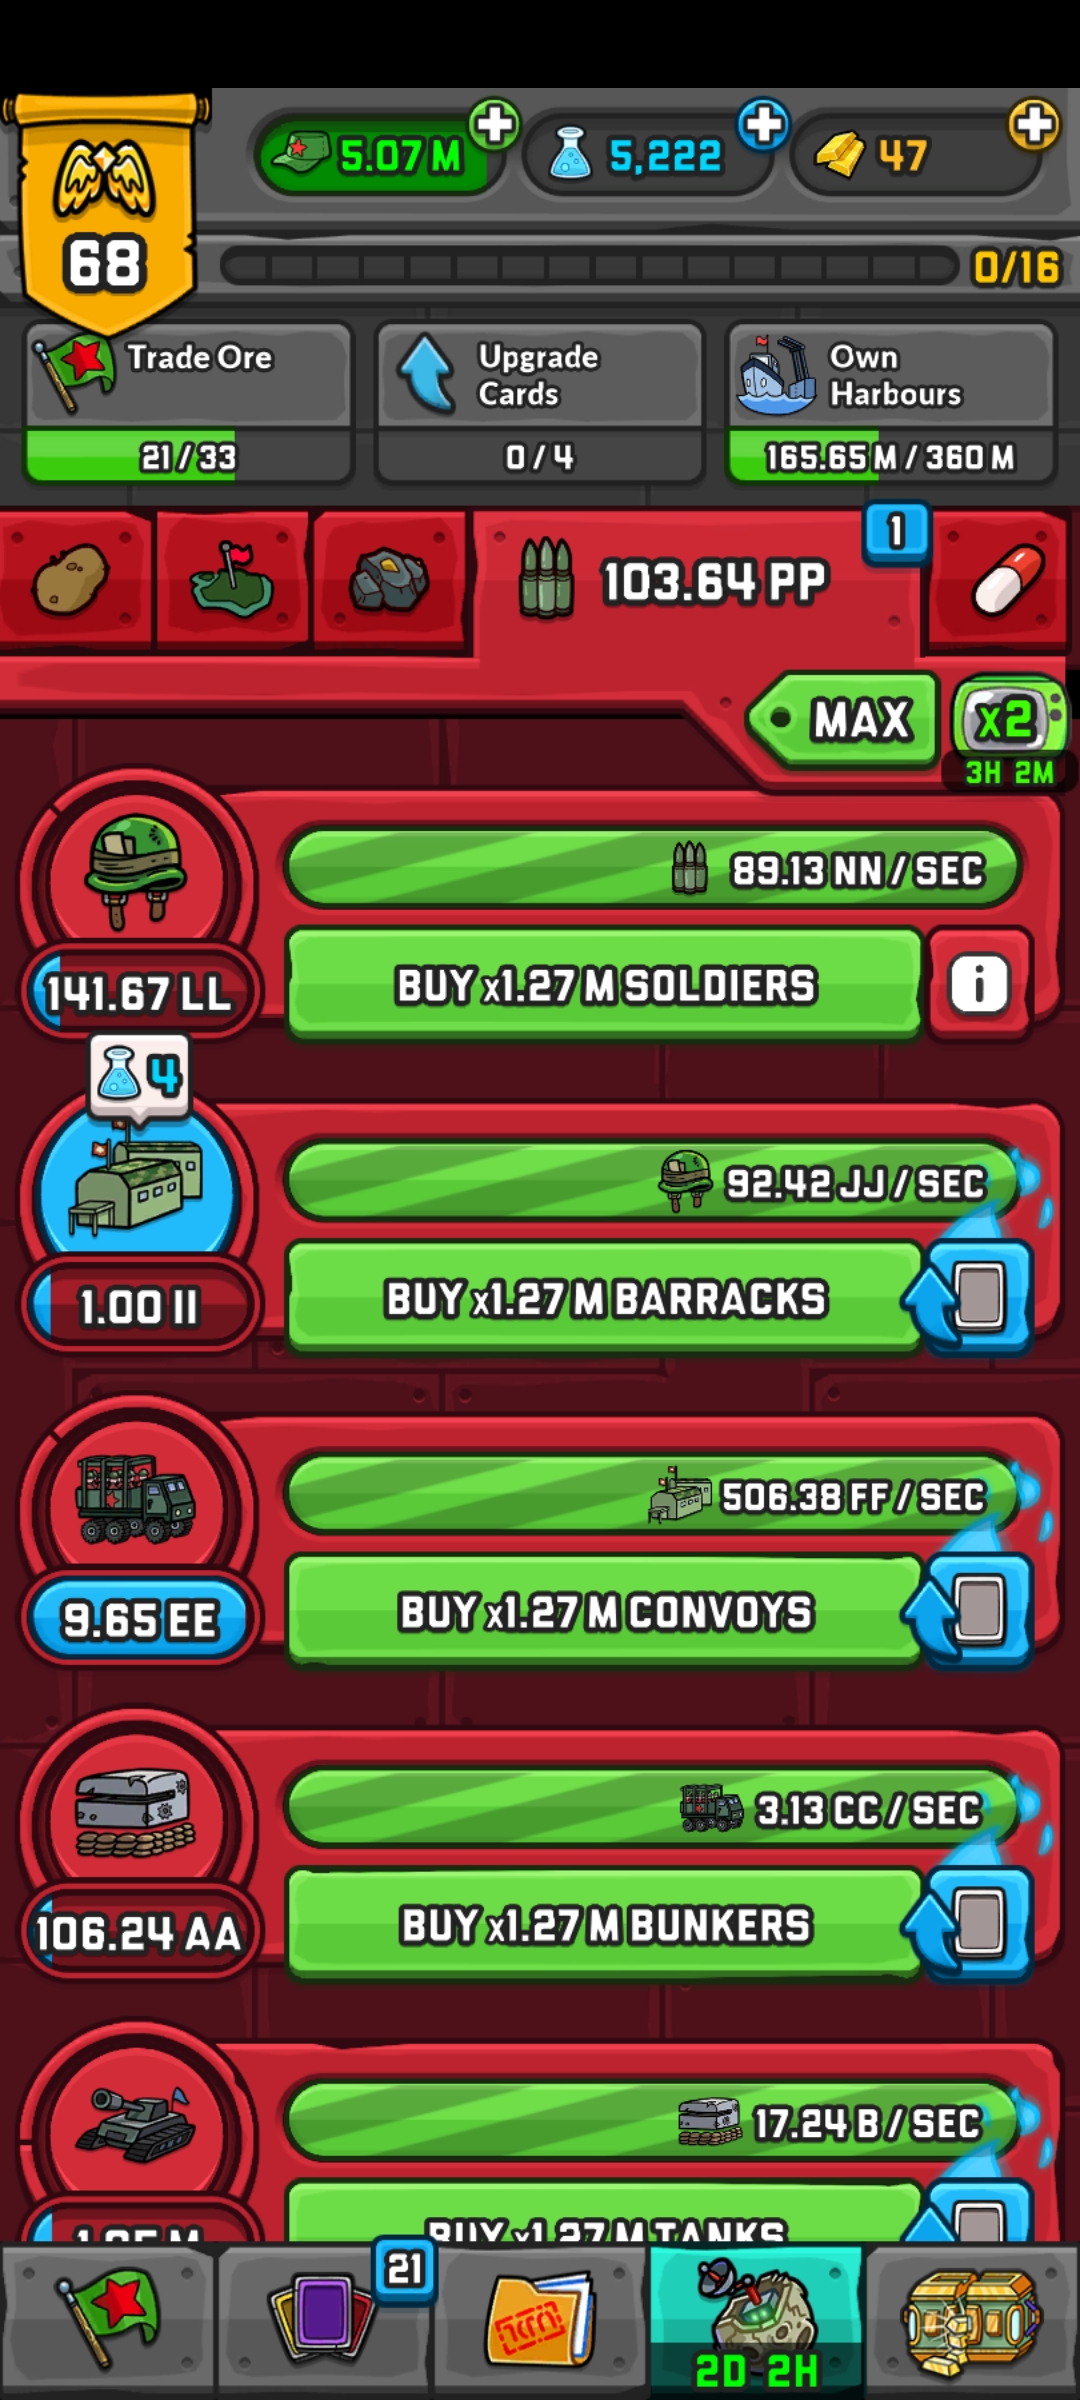 5.07 M
5,222
47
68
0/16
Trade Ore
21 / 33
Upgrade
Cards
0 / 4
Own
Harbours
165.65 M / 360 M
103.64 PP
1
MAX
x2
3H 2M
89.13 NN / SEC
141.67 LL
BUY x1.27 M SOLDIERS
i
4
92.42 JJ / SEC
1.00 II
BUY x1.27 M BARRACKS
506.38 FF / SEC
9.65 EE
BUY x1.27 M CONVOYS
3.13 CC / SEC
106.24 AA
BUY x1.27 M BUNKERS
17.24 B / SEC
BUY x1.27 M TANKS
21
2D 2H